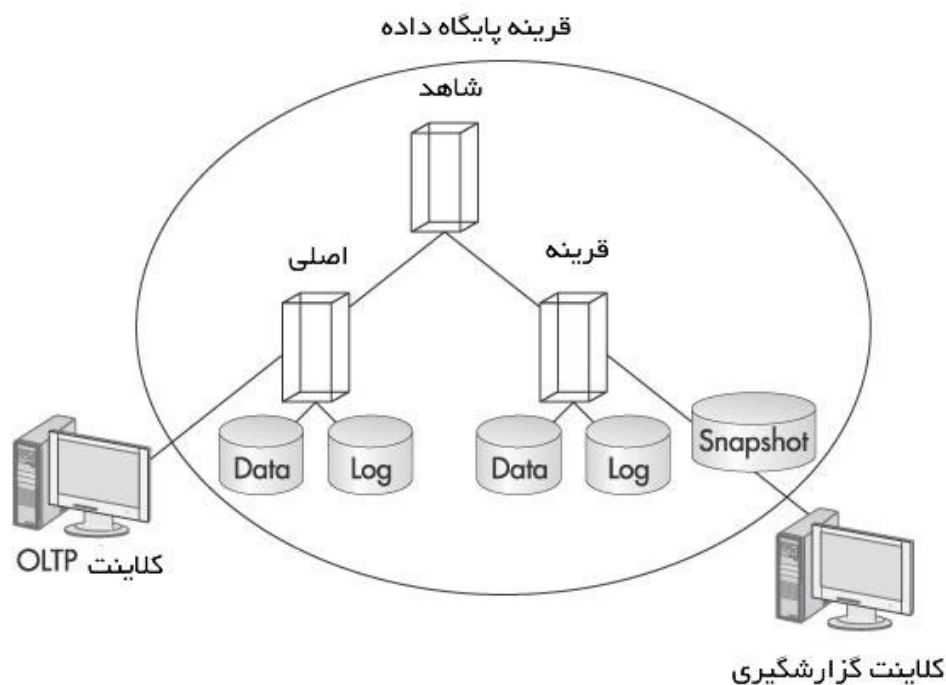 قرینه پایگاه داده
شاهد
اصلی
قرینه
Data
Log
Data
Log
Snapshot
کلاینت OLTP
کلاینت گزارشگیری